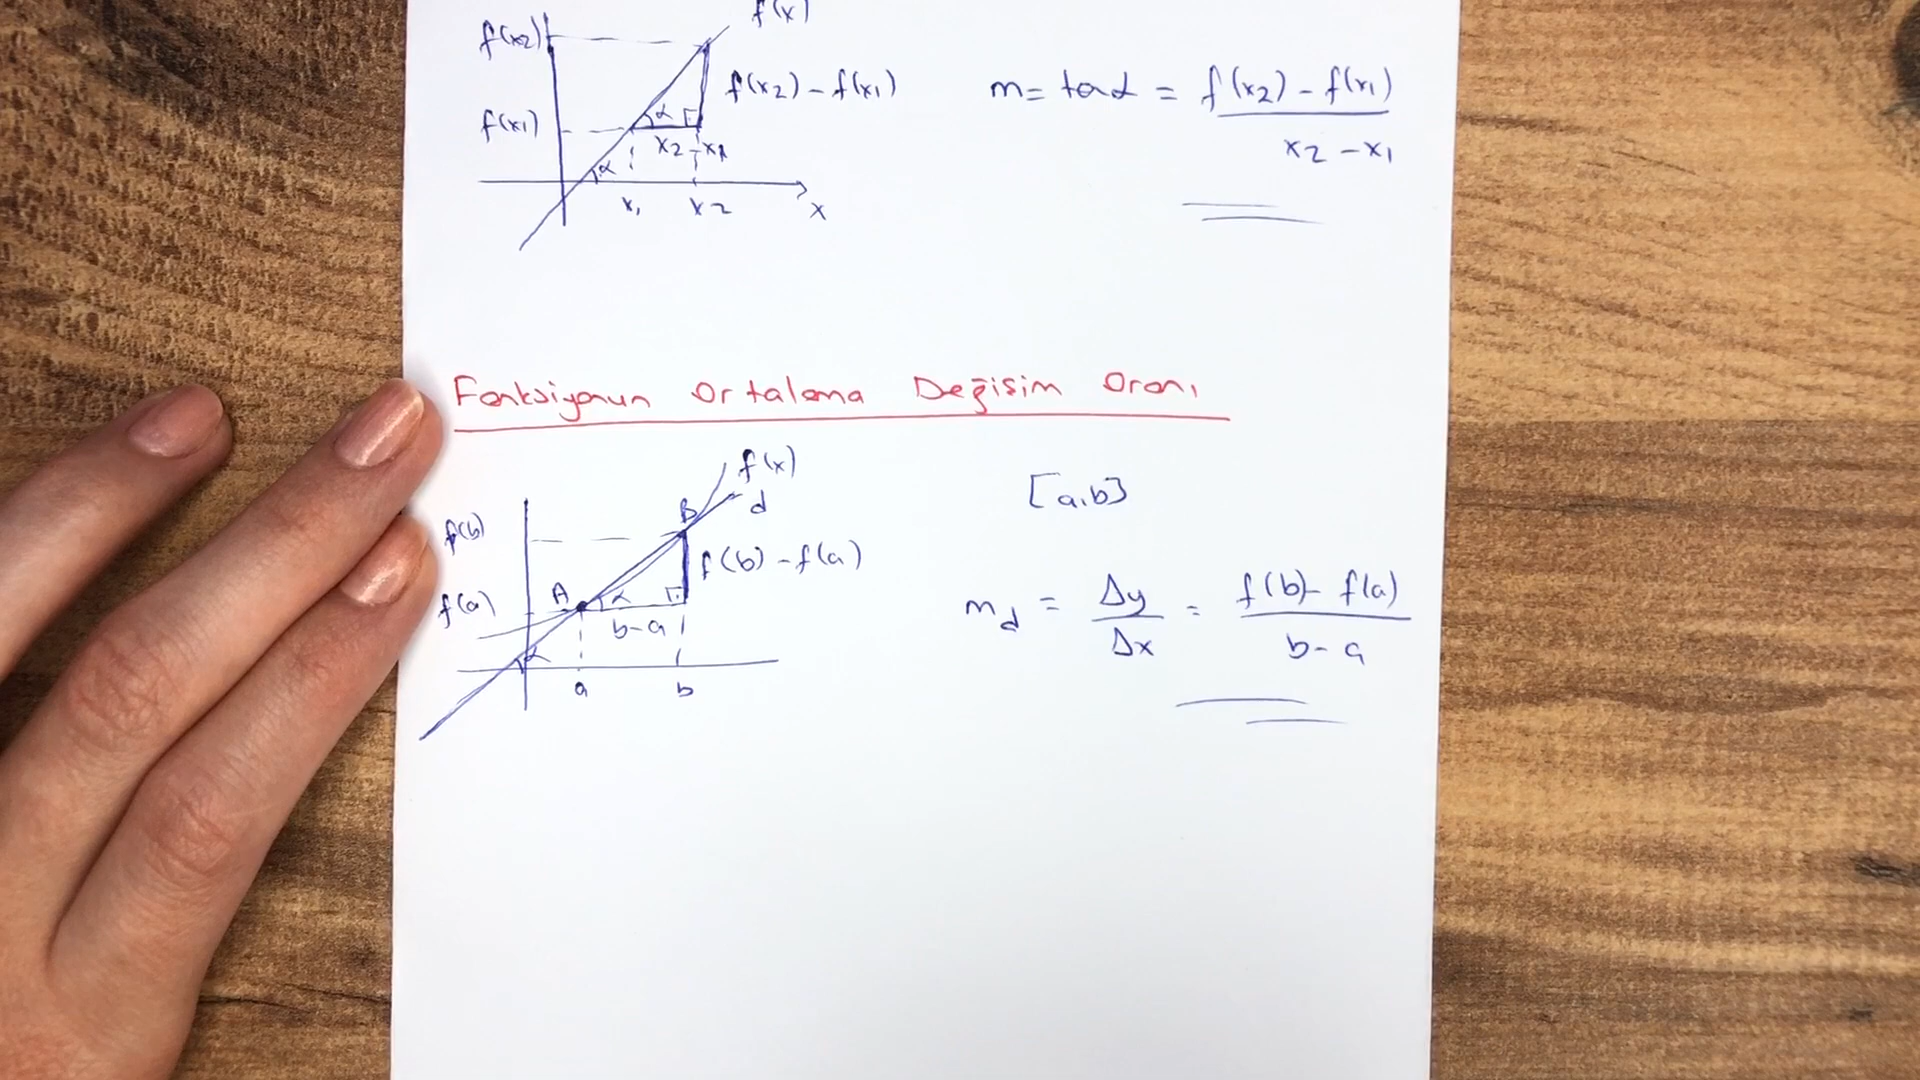 f(x)
f(x2)
f(x2) - f(x1)
m = tanα = f(x2) - f(x1) / x2 - x1
f(x1)
α
x2 - x1
α
x1 x2 x
Fonksiyonun Ortalama Değişim Oranı
f(x)
d
B
[a,b]
f(b)
f(b) - f(a)
A
α
f(a)
b - a
md = Δy / Δx = f(b) - f(a) / b - a
α
a b